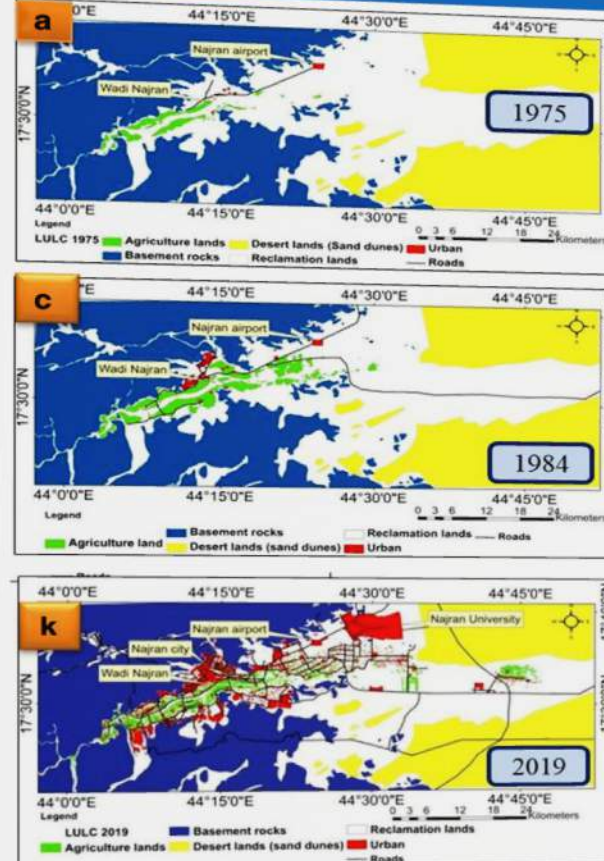 a
44°15'0"E 44°30'0"E 44°45'0"E
Najran airport
Wadi Najran
1975
17°30'0"N
44°0'0"E 44°15'0"E 44°30'0"E 44°45'0"E
Legend
0 3 6 12 18 24
Kilometers
LULC 1975 Agriculture lands Desert lands (Sand dunes) Urban
Basement rocks Reclamation lands Roads
c
0'0"E 44°15'0"E 44°30'0"E 44°45'0"E
Najran airport
Wadi Najran
17°30'0"N
1984
44°0'0"E 44°15'0"E 44°30'0"E 44°45'0"E
Legend
0 3 6 12 18 24
Kilometers
Basement rocks Reclamation lands Roads
Agriculture land Desert lands (sand dunes) Urban
k
44°0'0"E 44°15'0"E 44°30'0"E 44°45'0"E
Najran airport
Najran University
Najran city
Wadi Najran
17°30'0"N
2019
44°0'0"E 44°15'0"E 44°30'0"E 44°45'0"E
Legend
0 3 6 12 18 24
Kilometers
LULC 2019 Basement rocks Reclamation lands
Agriculture lands Desert lands (sand dunes) Urban
Roads